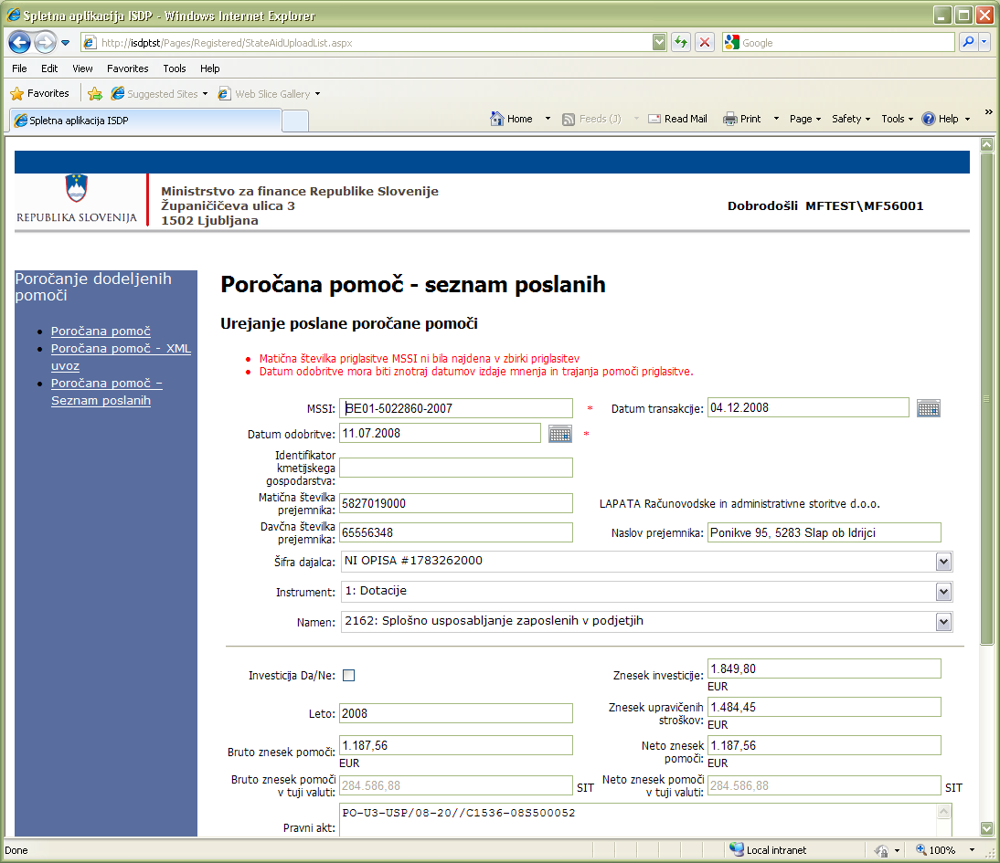 Spletna aplikacija ISDP - Windows Internet Explorer
http://isdptst/Pages/Registered/StateAidUploadList.aspx
Google
File Edit View Favorites Tools Help
Favorites Suggested Sites Web Slice Gallery
Spletna aplikacija ISDP
Home Feeds (J) Read Mail Print Page Safety Tools Help »
REPUBLIKA SLOVENIJA
Ministrstvo za finance Republike Slovenije
Župančičeva ulica 3
1502 Ljubljana
Dobrodošli MFTEST\MF56001
Poročanje dodeljenih
pomoči
Poročana pomoč
Poročana pomoč - XML
uvoz
Poročana pomoč –
Seznam poslanih
Poročana pomoč - seznam poslanih
Urejanje poslane poročane pomoči
Matična številka priglasitve MSSI ni bila najdena v zbirki priglasitev
Datum odobritve mora biti znotraj datumov izdaje mnenja in trajanja pomoči priglasitve.
MSSI: BE01-5022860-2007 * Datum transakcije: 04.12.2008
Datum odobritve: 11.07.2008 *
Identifikator
kmetijskega
gospodarstva:
Matična številka
prejemnika: 5827019000 LAPATA Računovodske in administrativne storitve d.o.o.
Davčna številka
prejemnika: 65556348 Naslov prejemnika: Ponikve 95, 5283 Slap ob Idrijci
Šifra dajalca: NI OPISA #1783262000
Instrument: 1: Dotacije
Namen: 2162: Splošno usposabljanje zaposlenih v podjetjih
Investicija Da/Ne: Znesek investicije: 1.849,80
EUR
Leto: 2008 Znesek upravičenih
stroškov: 1.484,45
EUR
Bruto znesek pomoči: 1.187,56
EUR
Neto znesek
pomoči: 1.187,56
EUR
Bruto znesek pomoči
v tuji valuti: 284.586,88 SIT
Neto znesek pomoči
v tuji valuti: 284.586,88 SIT
Pravni akt: PO-U3-USP/08-20//C1536-08S500052
Done Local intranet 100%